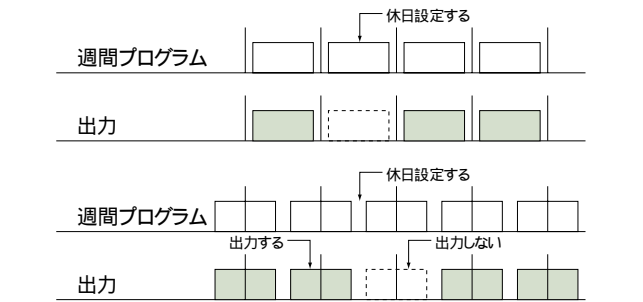 休日設定する
週間プログラム
出力
休日設定する
週間プログラム
出力する
出力しない
出力